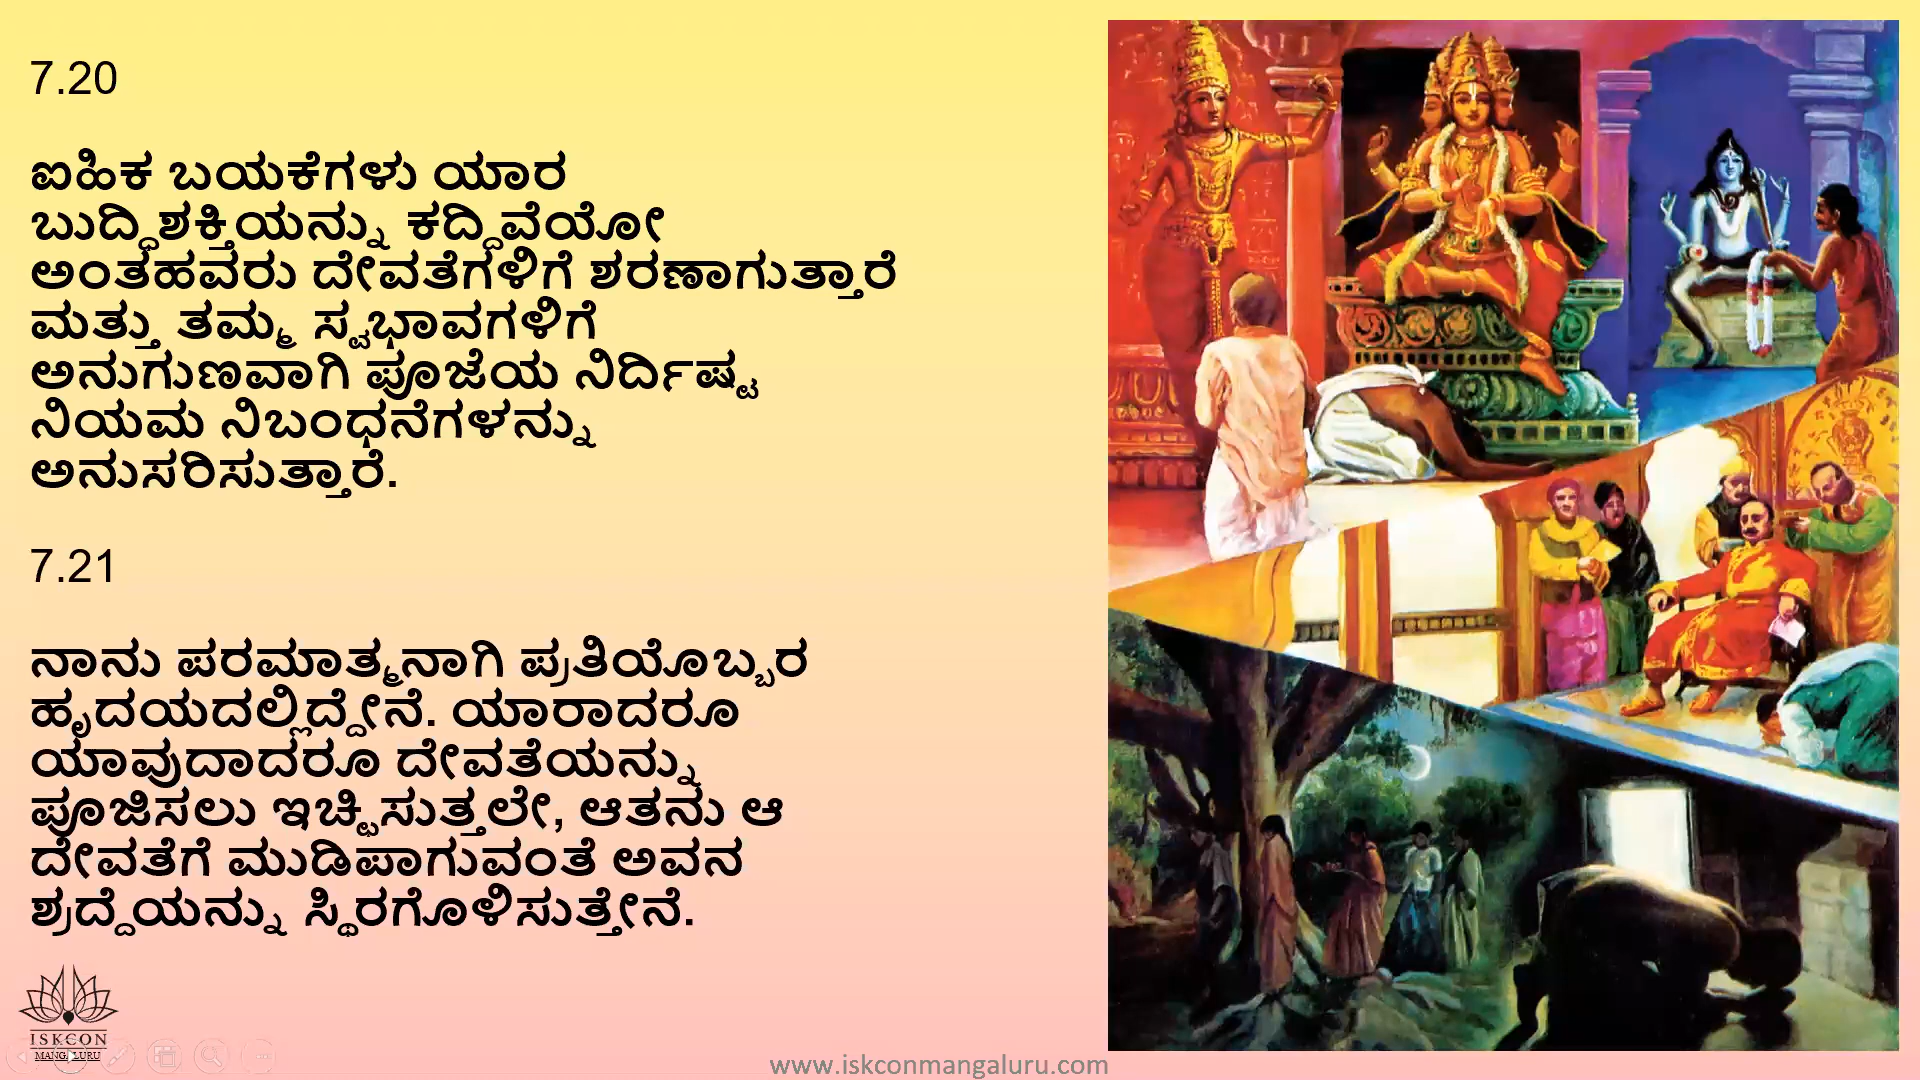 7.20
ಐಹಿಕ ಬಯಕೆಗಳು ಯಾರ
ಬುದ್ಧಿಶಕ್ತಿಯನ್ನು ಕದ್ದಿವೆಯೋ
ಅಂತಹವರು ದೇವತೆಗಳಿಗೆ ಶರಣಾಗುತ್ತಾರೆ
ಮತ್ತು ತಮ್ಮ ಸ್ವಭಾವಗಳಿಗೆ
ಅನುಗುಣವಾಗಿ ಪೂಜೆಯ ನಿರ್ದಿಷ್ಟ
ನಿಯಮ ನಿಬಂಧನೆಗಳನ್ನು
ಅನುಸರಿಸುತ್ತಾರೆ.
7.21
ನಾನು ಪರಮಾತ್ಮನಾಗಿ ಪ್ರತಿಯೊಬ್ಬರ
ಹೃದಯದಲ್ಲಿದ್ದೇನೆ. ಯಾರಾದರೂ
ಯಾವುದಾದರೂ ದೇವತೆಯನ್ನು
ಪೂಜಿಸಲು ಇಚ್ಛಿಸುತ್ತಲೇ, ಆತನು ಆ
ದೇವತೆಗೆ ಮುಡಿಪಾಗುವಂತೆ ಅವನ
ಶ್ರದ್ಧೆಯನ್ನು ಸ್ಥಿರಗೊಳಿಸುತ್ತೇನೆ.
ISKCON
MANGALURU
www.iskconmangaluru.com